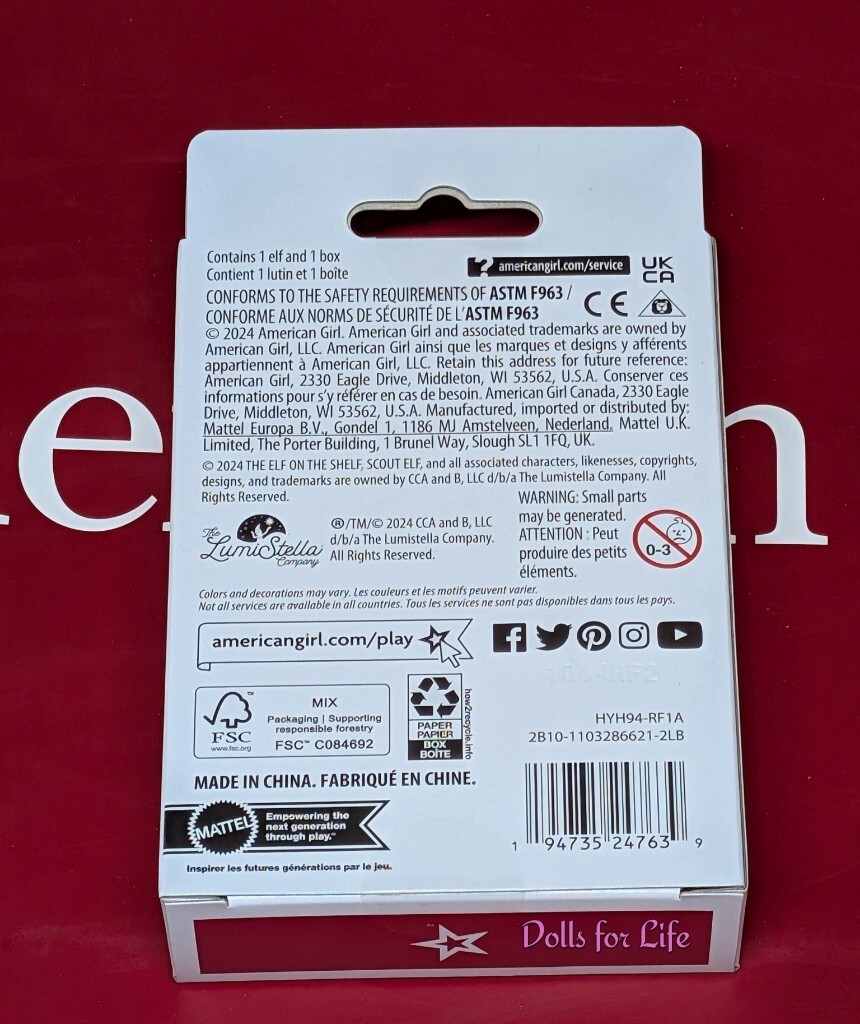 Contains 1 elf and 1 box
Contient 1 lutin et 1 boîte
? americangirl.com/service
UK
CA
CONFORMS TO THE SAFETY REQUIREMENTS OF ASTM F963 /
CONFORME AUX NORMS DE SÉCURITÉ DE L'ASTM F963
CE
© 2024 American Girl. American Girl and associated trademarks are owned by
American Girl, LLC. American Girl ainsi que les marques et designs y afférents
appartiennent à American Girl, LLC. Retain this address for future reference:
American Girl, 2330 Eagle Drive, Middleton, WI 53562, U.S.A. Conserver ces
informations pour s'y référer en cas de besoin. American Girl Canada, 2330 Eagle
Drive, Middleton, WI 53562, U.S.A. Manufactured, imported or distributed by:
Mattel Europa B.V., Gondel 1, 1186 MJ Amstelveen, Nederland. Mattel U.K.
Limited, The Porter Building, 1 Brunel Way, Slough SL1 1FQ, UK.
© 2024 THE ELF ON THE SHELF, SCOUT ELF, and all associated characters, likenesses, copyrights,
designs, and trademarks are owned by CCA and B, LLC d/b/a The Lumistella Company. All
Rights Reserved.
The
LumiStella
Company
®/TM/© 2024 CCA and B, LLC
d/b/a The Lumistella Company.
All Rights Reserved.
WARNING: Small parts
may be generated.
ATTENTION : Peut
produire des petits
éléments.
0-3
Colors and decorations may vary. Les couleurs et les motifs peuvent varier.
Not all services are available in all countries. Tous les services ne sont pas disponibles dans tous les pays.
americangirl.com/play
FSC™
www.fsc.org
MIX
Packaging | Supporting
responsible forestry
FSC™ C084692
PAPER
PAPIER
BOX
BOÎTE
how2recycle.info
HYH94-RF1A
2B10-1103286621-2LB
MADE IN CHINA. FABRIQUÉ EN CHINE.
MATTEL
Empowering the
next generation
through play.™
Inspirer les futures générations par le jeu.
1 94735 24763 9
Dolls for Life